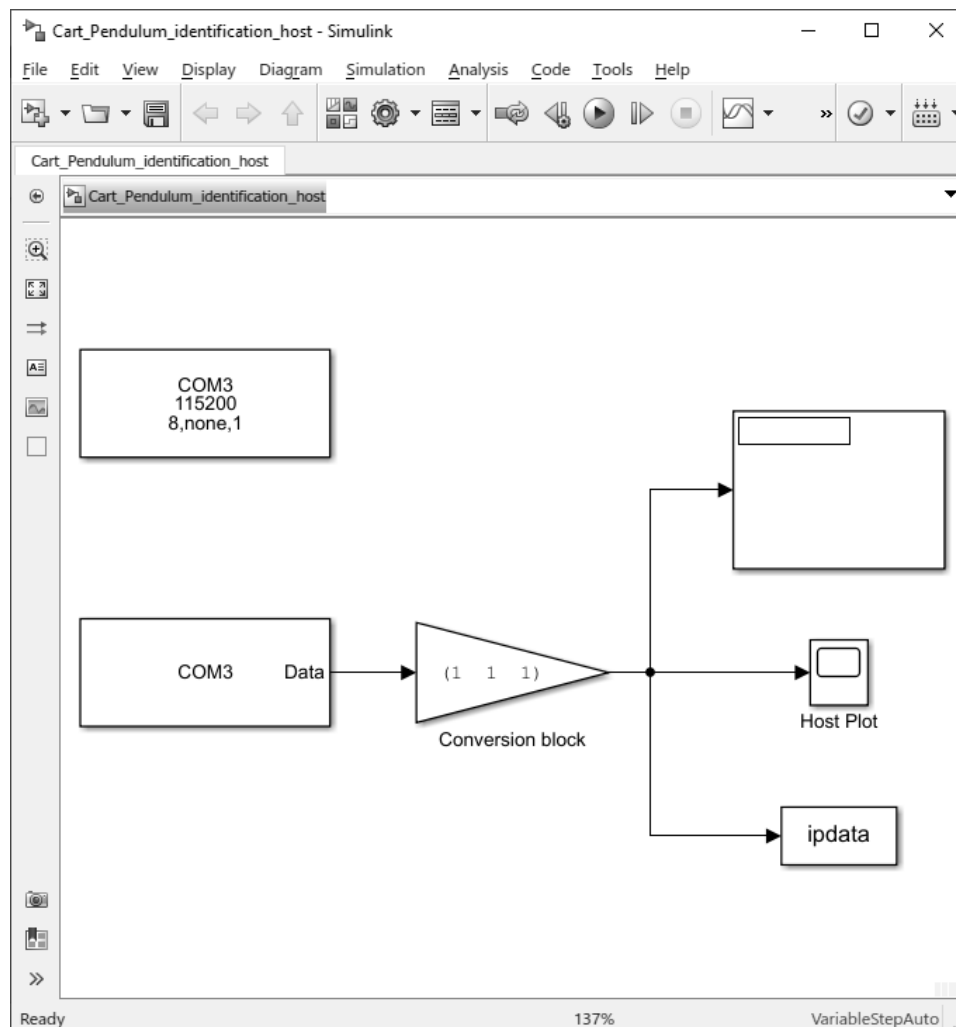 Cart_Pendulum_identification_host - Simulink
File Edit View Display Diagram Simulation Analysis Code Tools Help
Cart_Pendulum_identification_host
Cart_Pendulum_identification_host
COM3
115200
8,none,1
COM3 Data
(1 1 1)
Conversion block
Host Plot
ipdata
Ready 137% VariableStepAuto